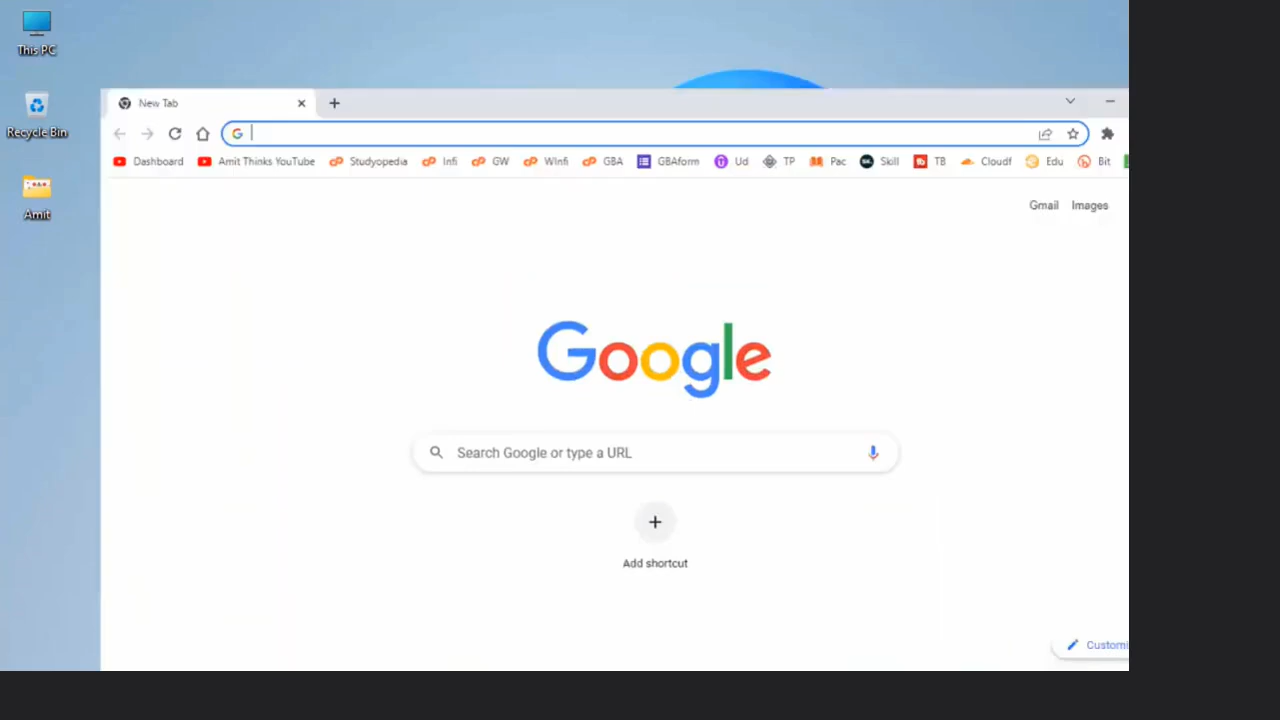 This PC
Recycle Bin
Amit
New Tab
Dashboard Amit Thinks YouTube Studyopedia Infi GW WInfi GBA GBAform Ud TP Pac Skill TB Cloudf Edu Bit
Gmail Images
Google
Search Google or type a URL
Add shortcut
Customi